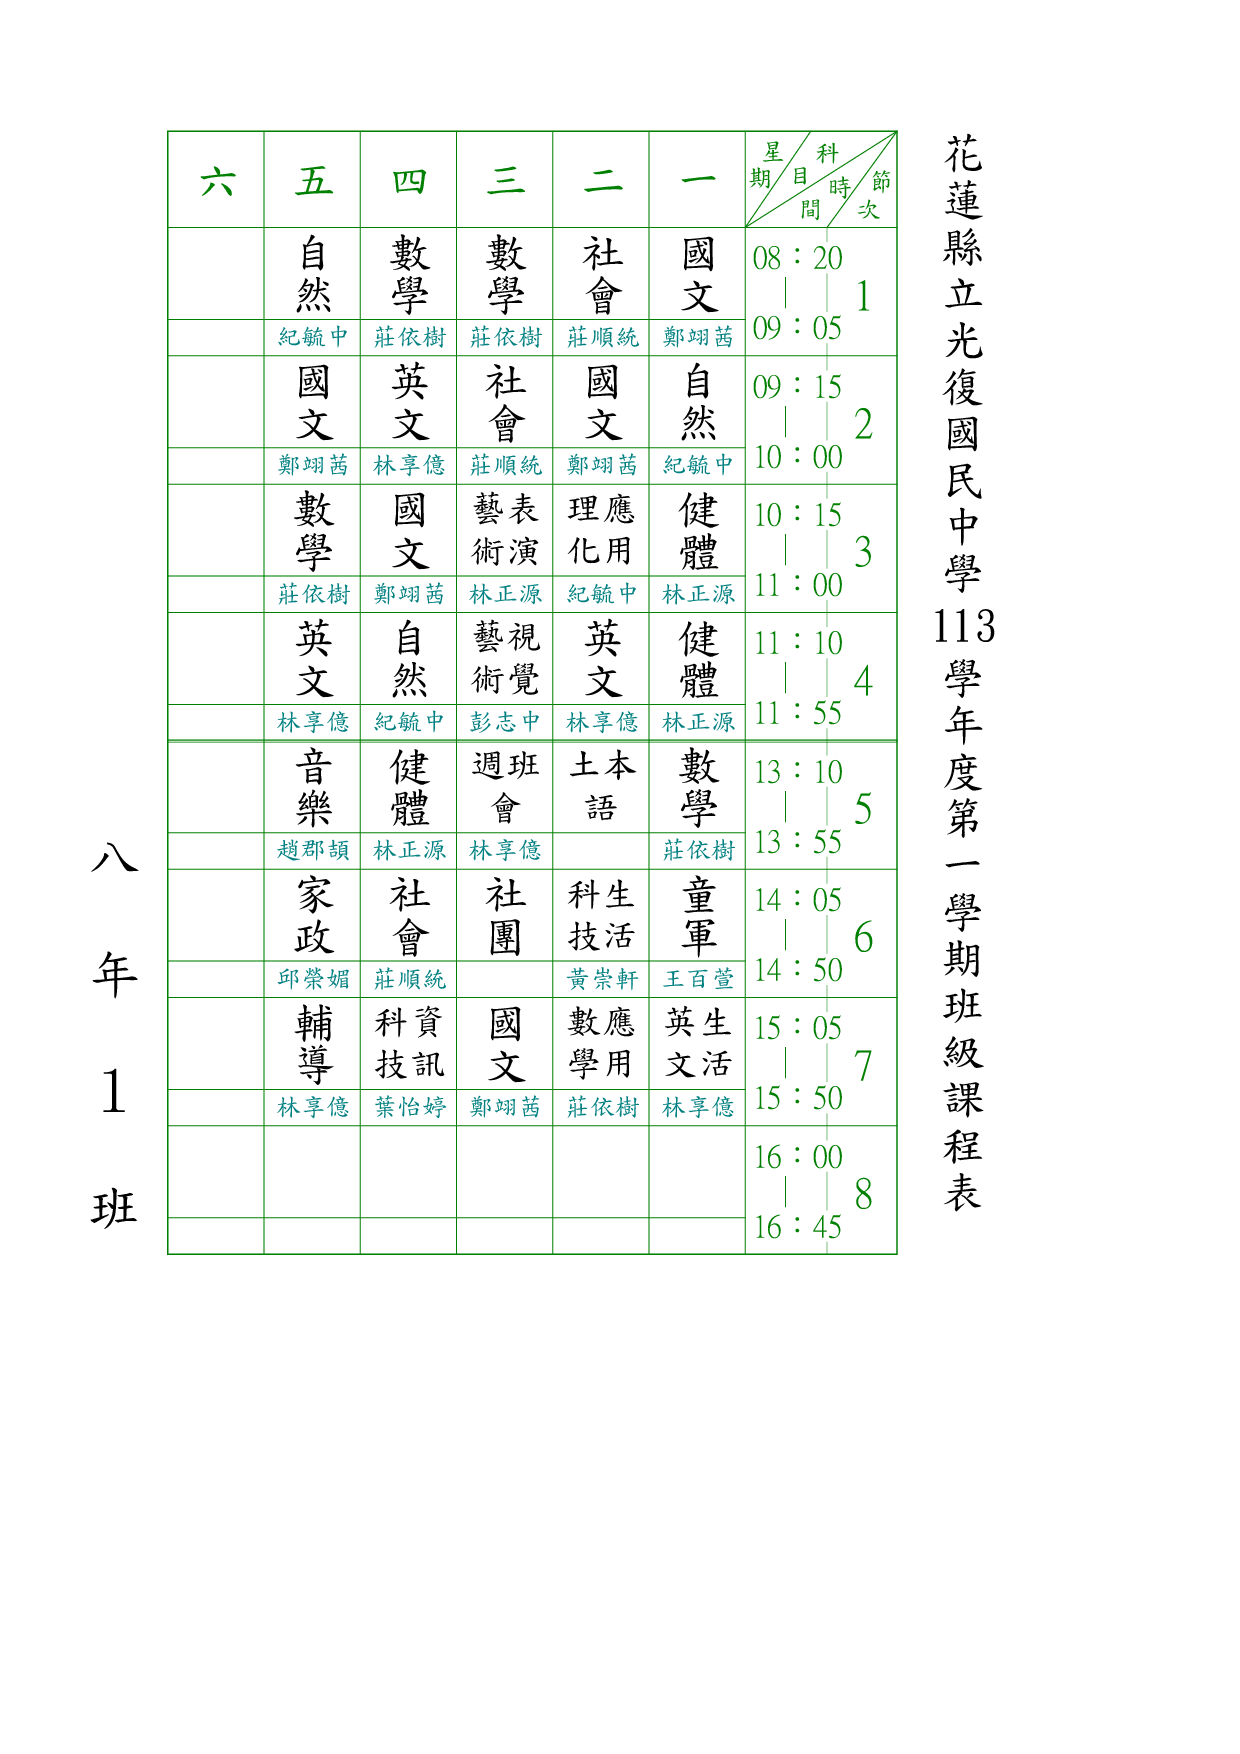 花蓮縣立光復國民中學113學年度第一學期班級課程表
星期 科目 時間 節次
一 二 三 四 五 六
08：20｜09：05 1
國文 社會 數學 數學 自然
鄭翊茜 莊順統 莊依樹 莊依樹 紀毓中
09：15｜10：00 2
自然 國文 社會 英文 國文
紀毓中 鄭翊茜 莊順統 林享億 鄭翊茜
10：15｜11：00 3
健體 應用理化 表演藝術 國文 數學
林正源 紀毓中 林正源 鄭翊茜 莊依樹
11：10｜11：55 4
健體 英文 視覺藝術 自然 英文
林正源 林享億 彭志中 紀毓中 林享億
13：10｜13：55 5
數學 本土語 班週會 健體 音樂
莊依樹 林享億 林正源 趙郡頡
14：05｜14：50 6
童軍 生活科技 社團 社會 家政
王百萱 黃崇軒 莊順統 邱榮媚
15：05｜15：50 7
生活英文 應用數學 國文 資訊科技 輔導
林享億 莊依樹 鄭翊茜 葉怡婷 林享億
16：00｜16：45 8
八年1班